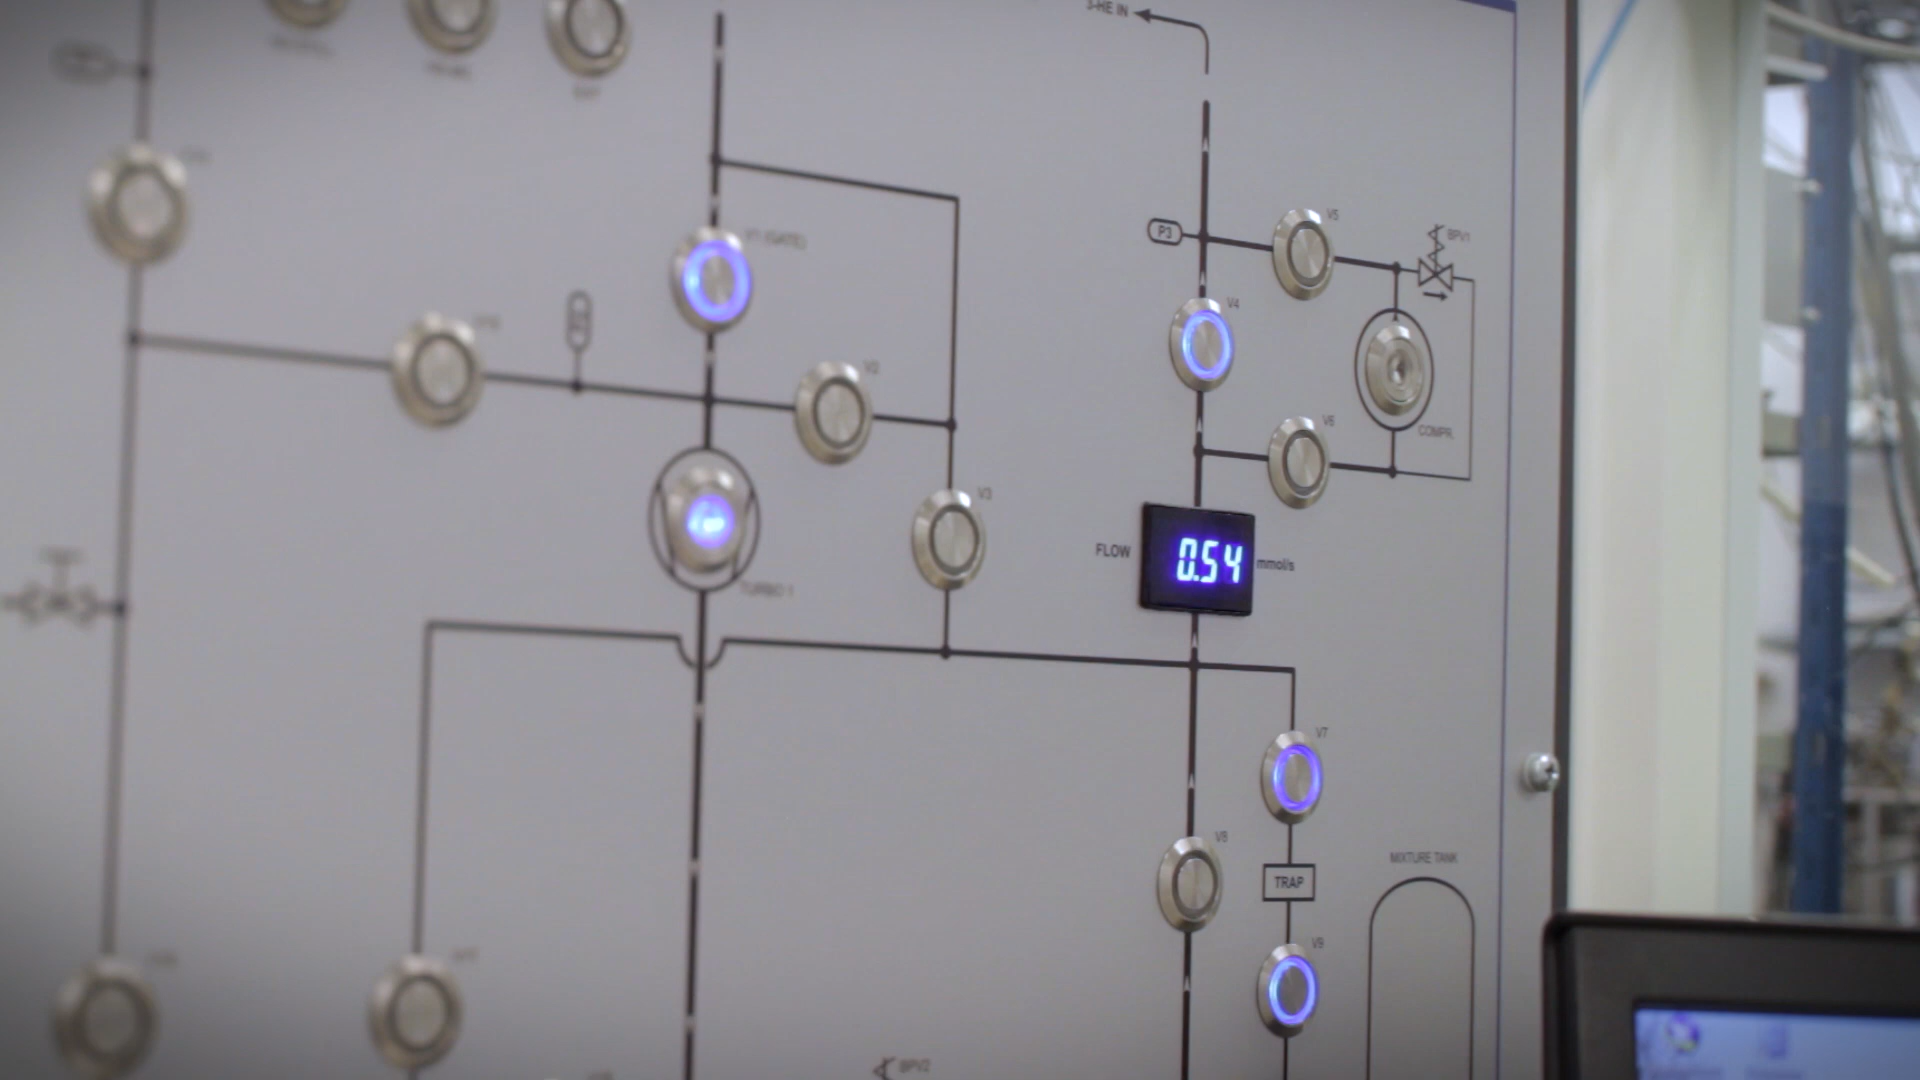 3-HE IN
V1 (GATE)
V5
P3
BPV1
V4
V2
V6
COMPR.
V3
FLOW
0.54
mmol/s
TURBO 1
V7
V8
MIXTURE TANK
TRAP
V9
BPV2